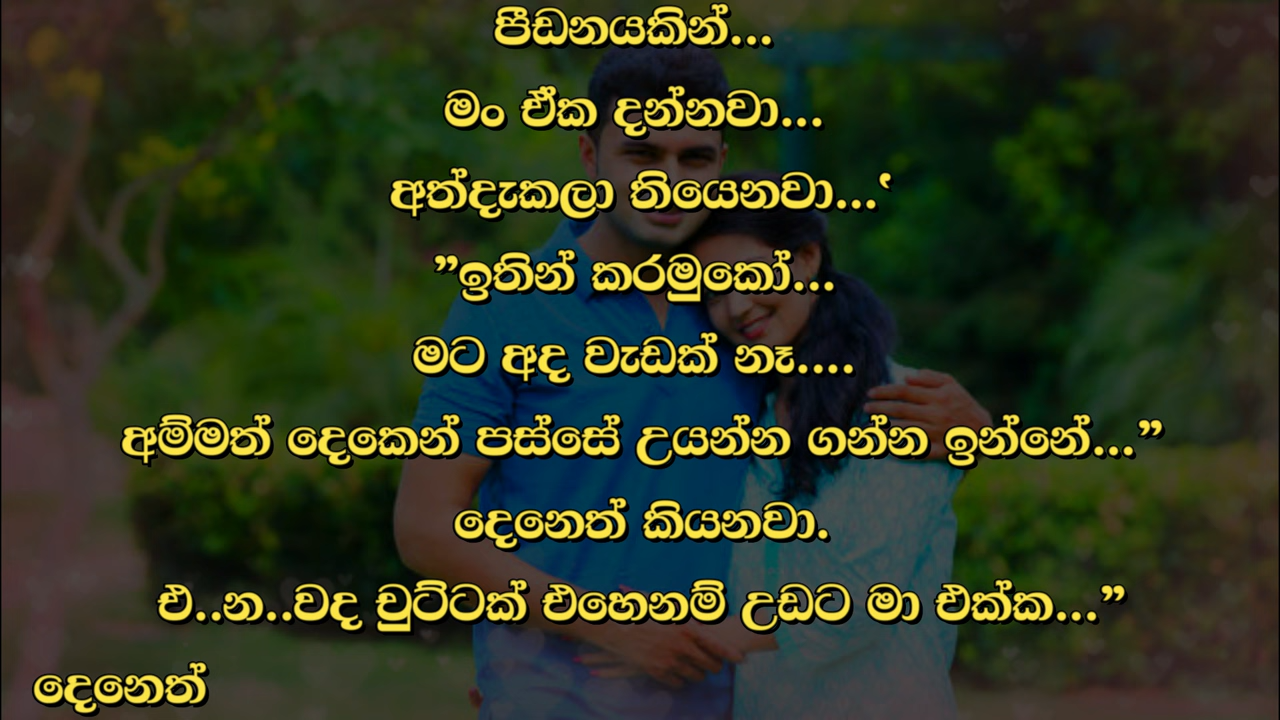 පීඩනයකින්...
මං ඒක දන්නවා...
අත්දැකලා තියෙනවා...‛
”ඉතින් කරමුකෝ...
මට අද වැඩක් නෑ....
අම්මත් දෙකෙන් පස්සේ උයන්න ගන්න ඉන්නේ...”
දෙනෙත් කියනවා.
එ..න..වද චුට්ටක් එහෙනම් උඩට මා එක්ක...”
දෙනෙත්